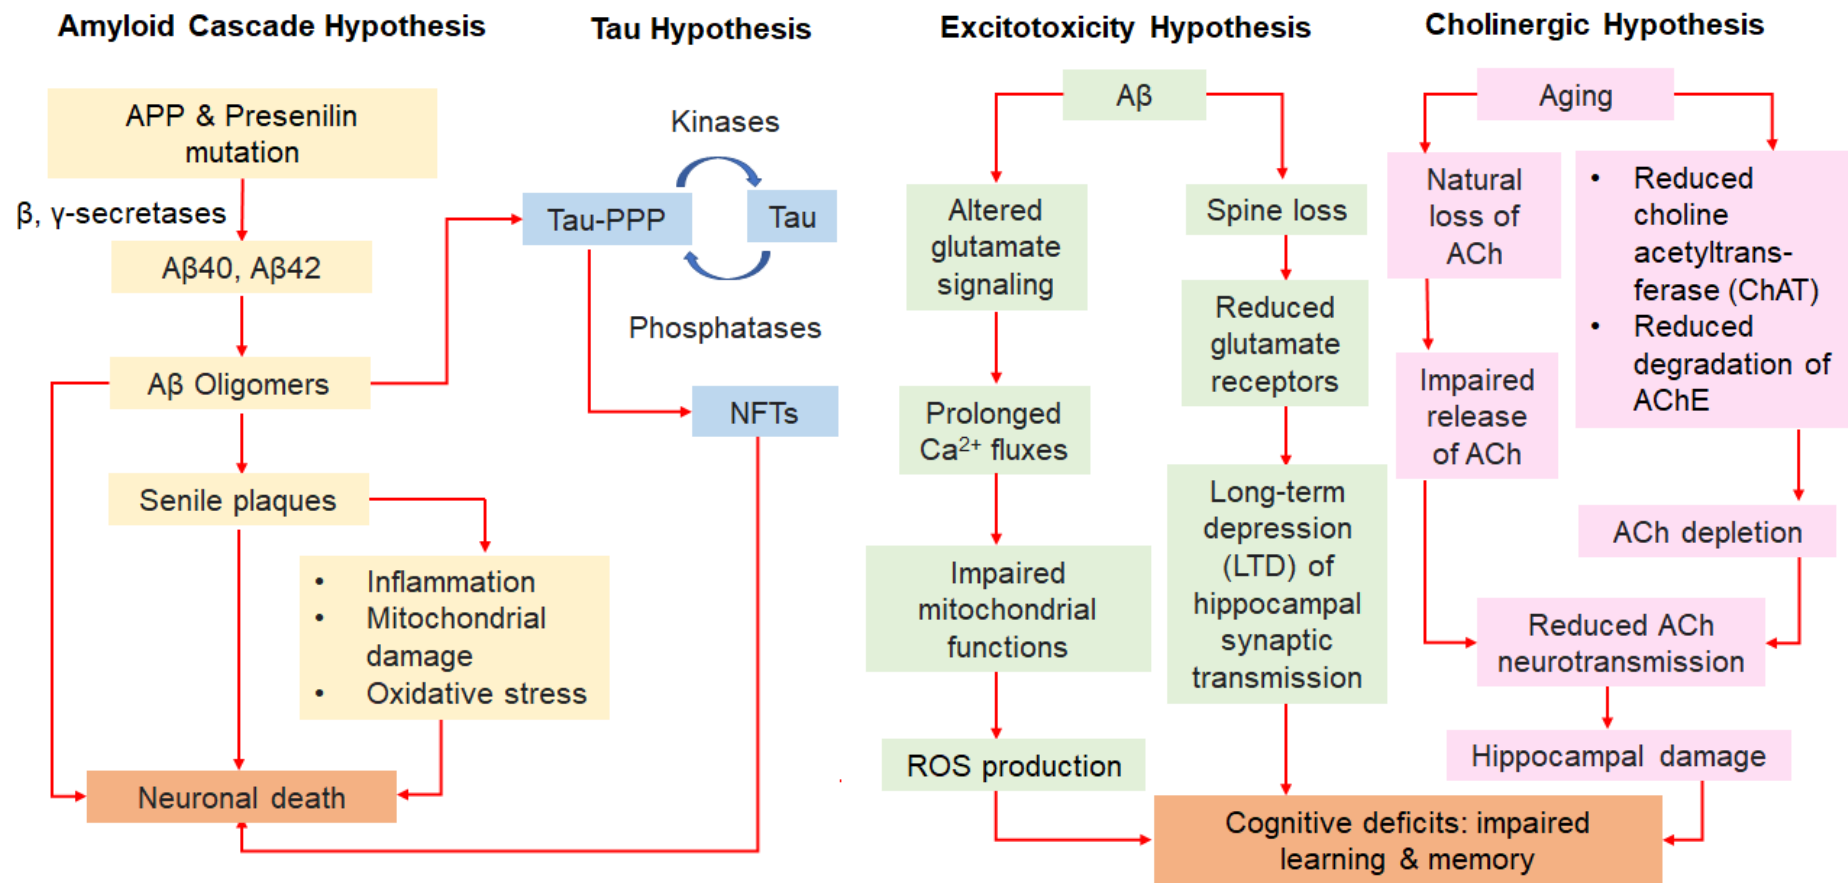 Amyloid Cascade Hypothesis
APP & Presenilin
mutation
β, γ-secretases
Aβ40, Aβ42
Aβ Oligomers
Senile plaques
• Inflammation
• Mitochondrial
damage
• Oxidative stress
Neuronal death
Tau Hypothesis
Kinases
Tau-PPP
Tau
Phosphatases
NFTs
Excitotoxicity Hypothesis
Aβ
Altered
glutamate
signaling
Prolonged
Ca²⁺ fluxes
Impaired
mitochondrial
functions
ROS production
Spine loss
Reduced
glutamate
receptors
Long-term
depression
(LTD) of
hippocampal
synaptic
transmission
Cholinergic Hypothesis
Aging
Natural
loss of
ACh
Impaired
release
of ACh
• Reduced
choline
acetyltrans-
ferase (ChAT)
• Reduced
degradation of
AChE
ACh depletion
Reduced ACh
neurotransmission
Hippocampal damage
Cognitive deficits: impaired
learning & memory